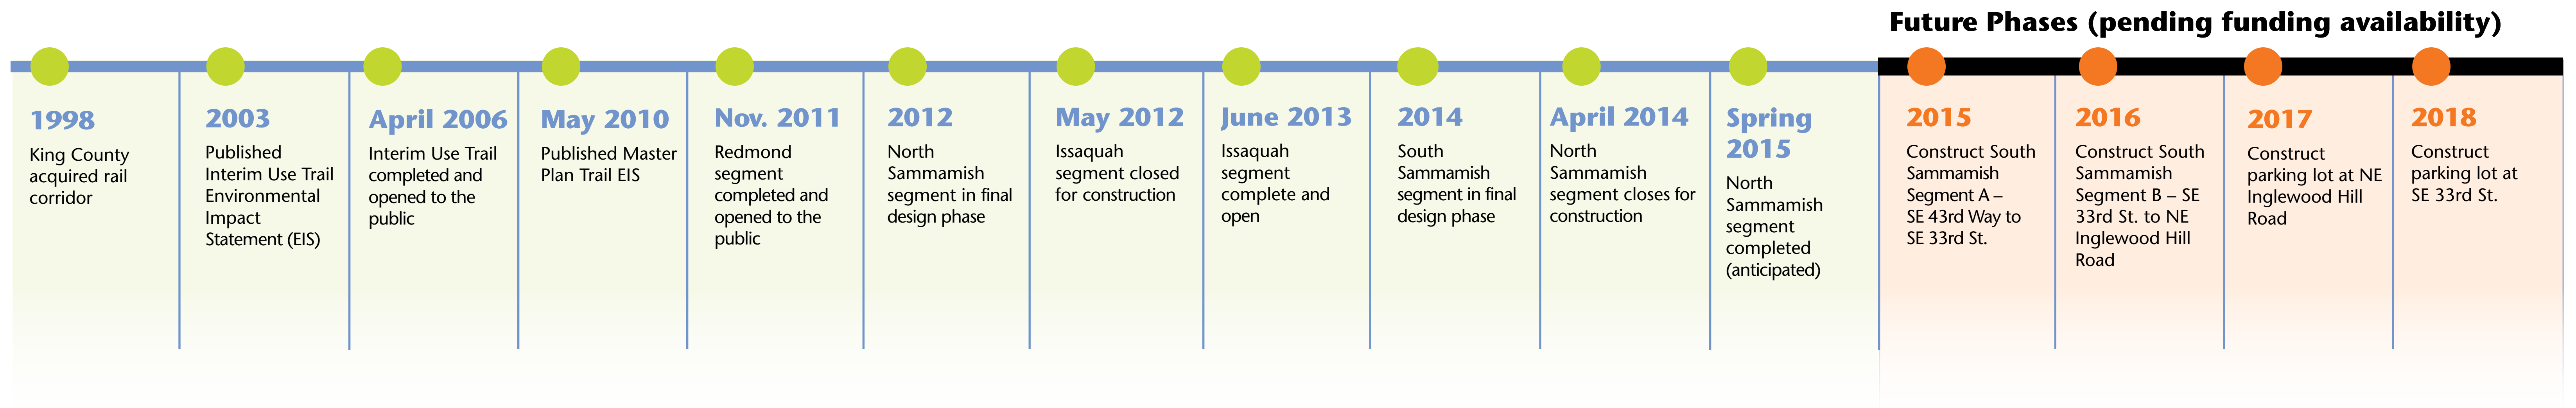 Future Phases (pending funding availability)
1998
King County
acquired rail
corridor
2003
Published
Interim Use Trail
Environmental
Impact
Statement (EIS)
April 2006
Interim Use Trail
completed and
opened to the
public
May 2010
Published Master
Plan Trail EIS
Nov. 2011
Redmond
segment
completed and
opened to the
public
2012
North
Sammamish
segment in final
design phase
May 2012
Issaquah
segment closed
for construction
June 2013
Issaquah
segment
complete and
open
2014
South
Sammamish
segment in final
design phase
April 2014
North
Sammamish
segment closes for
construction
Spring
2015
North
Sammamish
segment
completed
(anticipated)
2015
Construct South
Sammamish
Segment A –
SE 43rd Way to
SE 33rd St.
2016
Construct South
Sammamish
Segment B – SE
33rd St. to NE
Inglewood Hill
Road
2017
Construct
parking lot at NE
Inglewood Hill
Road
2018
Construct
parking lot at
SE 33rd St.